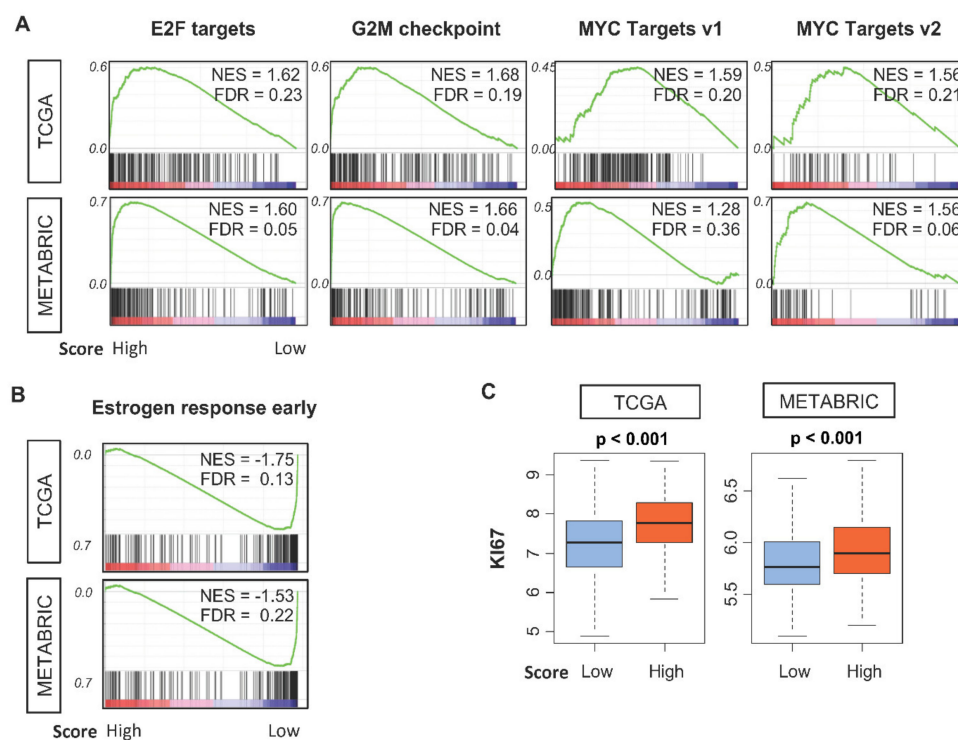 A
E2F targets
G2M checkpoint
MYC Targets v1
MYC Targets v2
TCGA
0.6
0.0
NES = 1.62
FDR = 0.23
0.6
0.0
NES = 1.68
FDR = 0.19
0.45
0.00
NES = 1.59
FDR = 0.20
0.6
0.0
NES = 1.56
FDR = 0.21
METABRIC
0.7
0.0
NES = 1.60
FDR = 0.05
0.7
0.0
NES = 1.66
FDR = 0.04
0.5
0.0
NES = 1.28
FDR = 0.36
0.7
0.0
NES = 1.56
FDR = 0.06
Score High Low
B
Estrogen response early
TCGA
0.0
0.7
NES = -1.75
FDR = 0.13
METABRIC
0.0
0.7
NES = -1.53
FDR = 0.22
Score High Low
C
TCGA
METABRIC
p < 0.001
p < 0.001
KI67
9
8
7
6
5
6.5
6.0
5.5
Score Low High
Low High